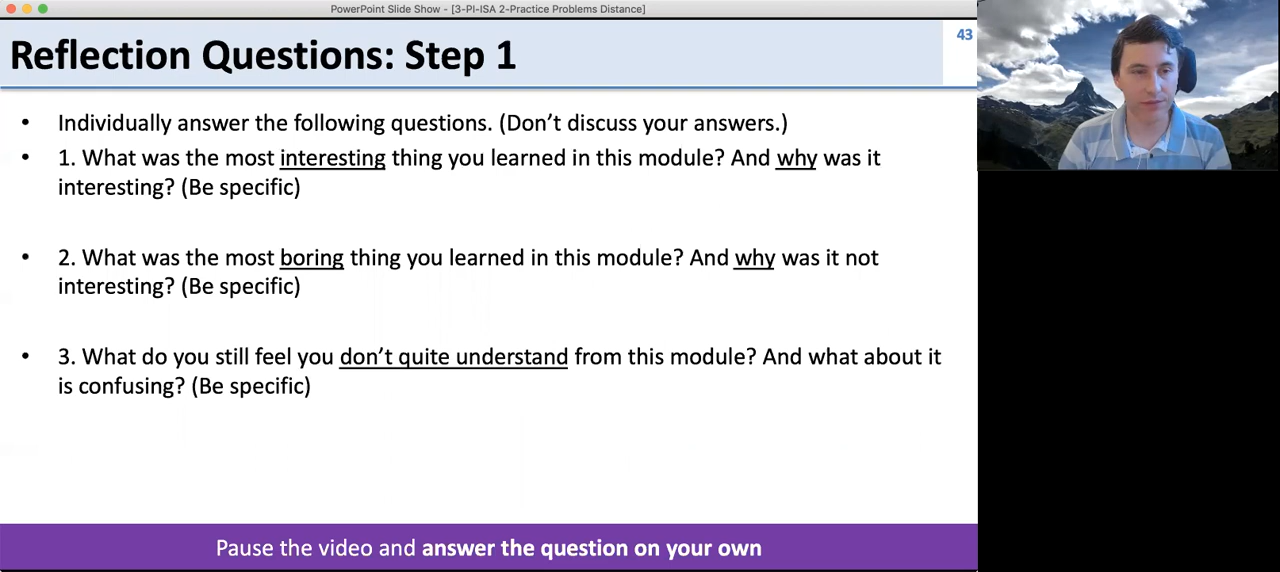 PowerPoint Slide Show - [3-PI-ISA 2-Practice Problems Distance]
Reflection Questions: Step 1
43
• Individually answer the following questions. (Don't discuss your answers.)
• 1. What was the most interesting thing you learned in this module? And why was it
interesting? (Be specific)
• 2. What was the most boring thing you learned in this module? And why was it not
interesting? (Be specific)
• 3. What do you still feel you don't quite understand from this module? And what about it
is confusing? (Be specific)
Pause the video and answer the question on your own